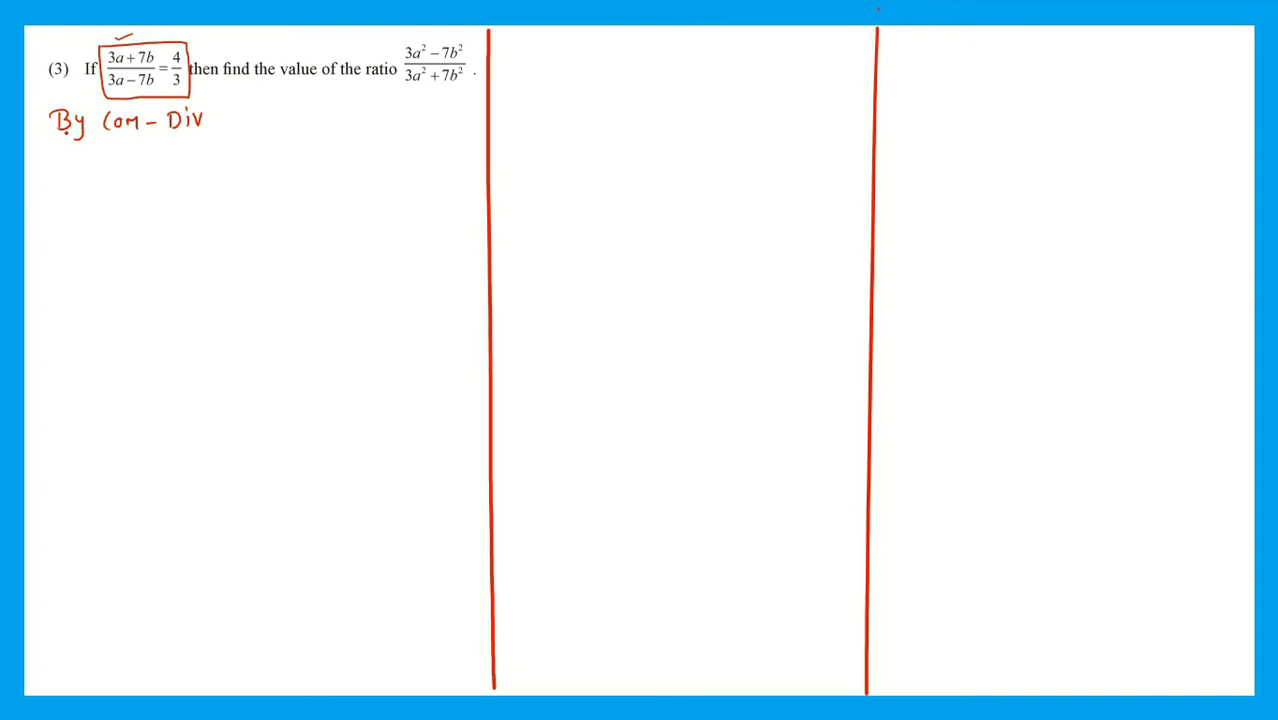 (3) If (3a + 7b)/(3a − 7b) = 4/3 then find the value of the ratio (3a² − 7b²)/(3a² + 7b²) .
By Com - Div